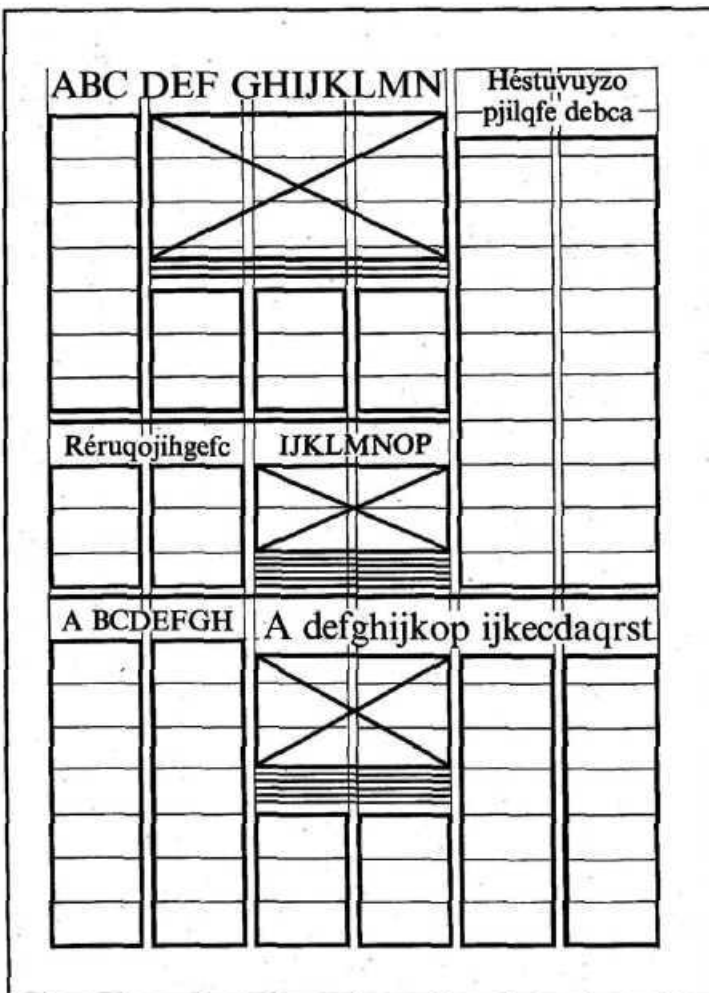 ABC DEF GHIJKLMN
Héstuvuyzo
pjilqfe debca
Réruqojihgefc
IJKLMNOP
A BCDEFGH
A defghijkop ijkecdaqrst